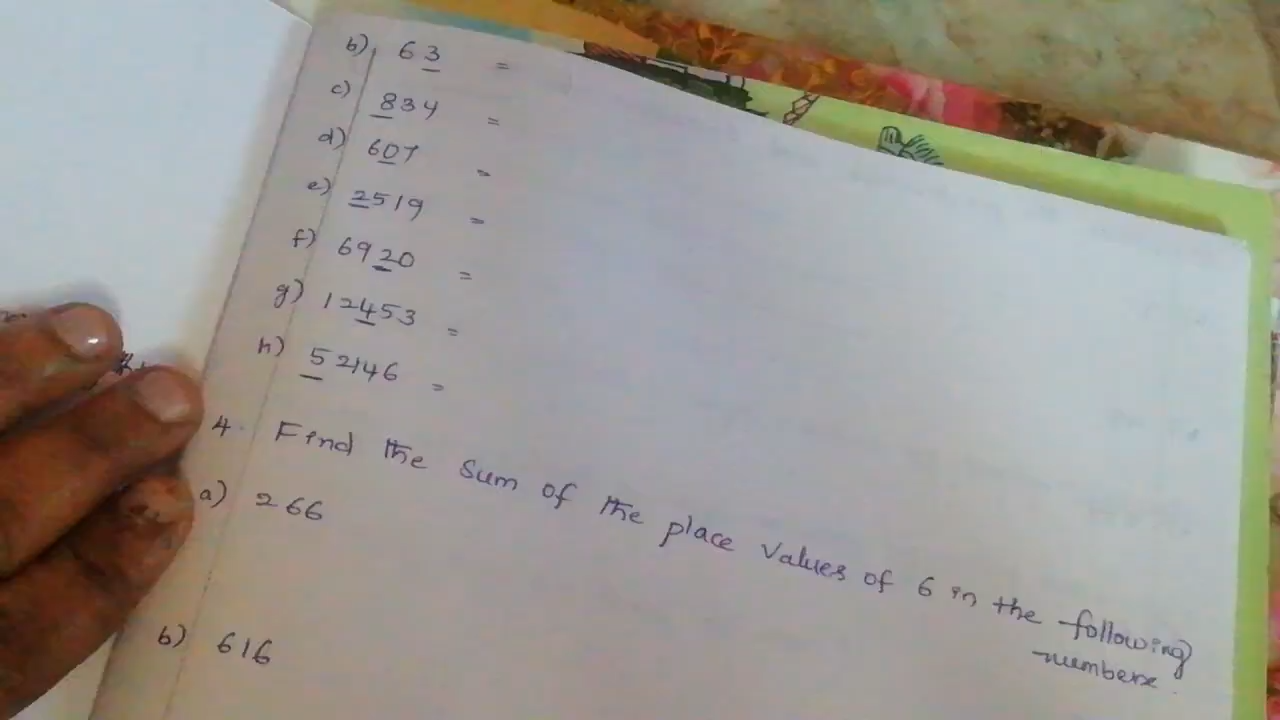 b) 63 =
c) 834 =
d) 607 =
e) 2519 =
f) 6920 =
g) 12453 =
h) 52146 =
4. Find the Sum of the place values of 6 in the following
numbers.
a) 266
b) 616